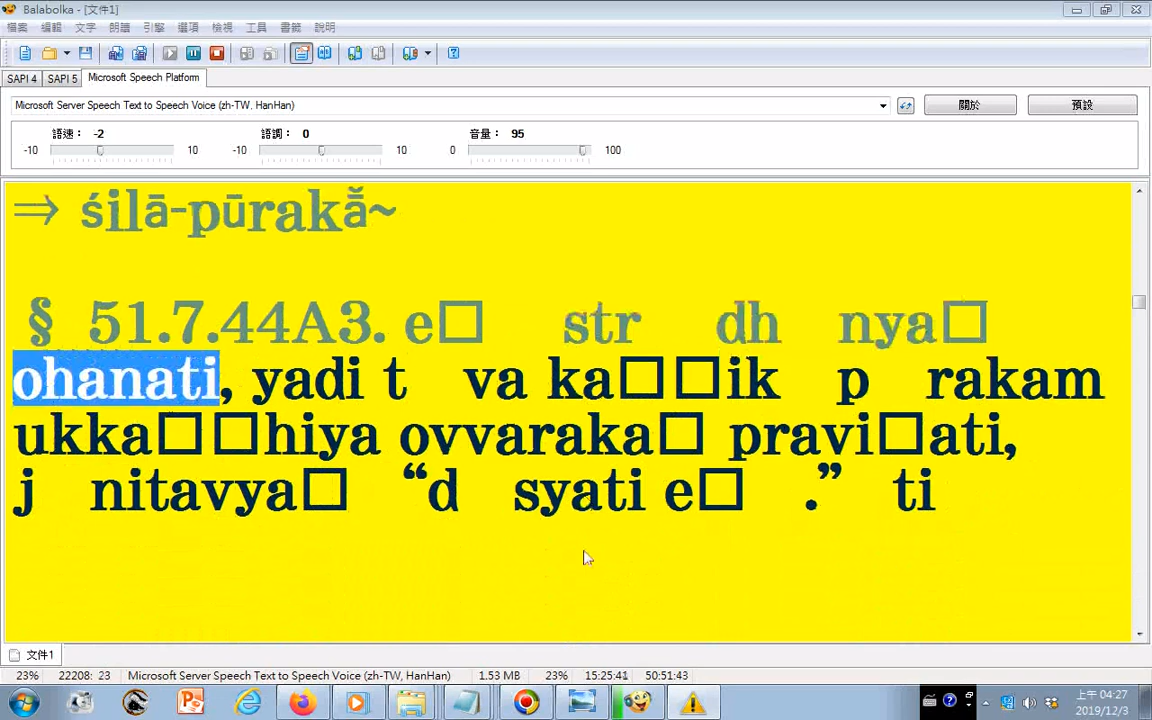 Balabolka - [文件1]
檔案 編輯 文字 朗讀 引擎 選項 檢視 工具 書籤 說明
SAPI 4 SAPI 5 Microsoft Speech Platform
Microsoft Server Speech Text to Speech Voice (zh-TW, HanHan) 關於 預設
語速： -2 語調： 0 音量： 95
-10 10 -10 10 0 100
⇒ śilā-pūrakā̆~
§ 51.7.44A3. e□ str dh nya□
ohanati, yadi t va ka□□ik p rakam
ukka□□hiya ovvaraka□ pravi□ati,
j nitavya□ “d syati e□ .” ti
文件1
23% 22208: 23 Microsoft Server Speech Text to Speech Voice (zh-TW, HanHan) 1.53 MB 23% 15:25:41 50:51:43
上午 04:27
2019/12/3